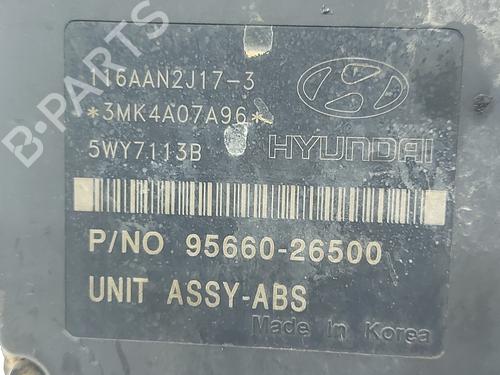 116AAN2J17-3
*3MK4A07A96*
5WY7113B
HYUNDAI
P/NO 95660-26500
UNIT ASSY-ABS
Made in Korea
B-PARTS